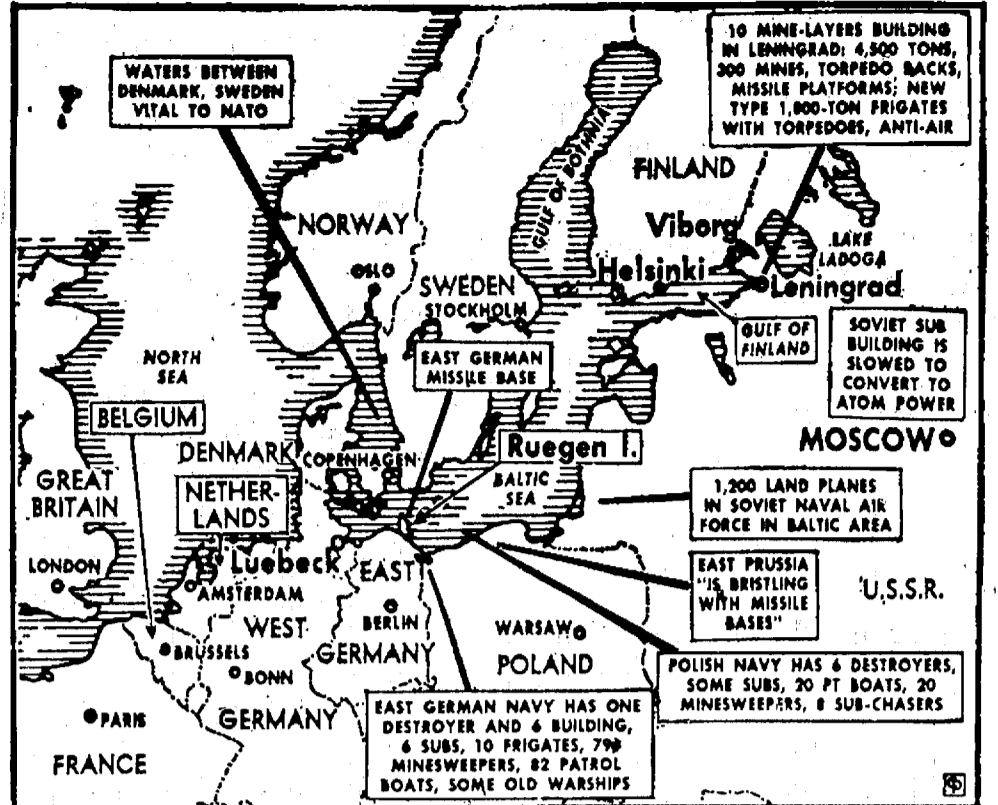 WATERS BETWEEN
DENMARK, SWEDEN
VITAL TO NATO
10 MINE-LAYERS BUILDING
IN LENINGRAD: 4,500 TONS,
300 MINES, TORPEDO RACKS,
MISSILE PLATFORMS; NEW
TYPE 1,800-TON FRIGATES
WITH TORPEDOES, ANTI-AIR
GULF OF BOTHNIA
FINLAND
NORWAY
Viborg
LAKE
LADOGA
OSLO
SWEDEN
STOCKHOLM
Helsinki
Leningrad
GULF OF
FINLAND
SOVIET SUB
BUILDING IS
SLOWED TO
CONVERT TO
ATOM POWER
NORTH
SEA
EAST GERMAN
MISSILE BASE
BELGIUM
MOSCOW
DENMARK
COPENHAGEN
Ruegen I.
BALTIC
SEA
GREAT
BRITAIN
NETHER-
LANDS
1,200 LAND PLANES
IN SOVIET NAVAL AIR
FORCE IN BALTIC AREA
LONDON
AMSTERDAM
Luebeck
EAST
GERMANY
BERLIN
EAST PRUSSIA
"IS BRISTLING
WITH MISSILE
BASES"
U.S.S.R.
WEST
GERMANY
BRUSSELS
BONN
WARSAW
POLAND
POLISH NAVY HAS 6 DESTROYERS,
SOME SUBS, 20 PT BOATS, 20
MINESWEEPERS, 8 SUB-CHASERS
PARIS
FRANCE
EAST GERMAN NAVY HAS ONE
DESTROYER AND 6 BUILDING,
6 SUBS, 10 FRIGATES,
MINESWEEPERS, 82 PATROL
BOATS, SOME OLD WARSHIPS